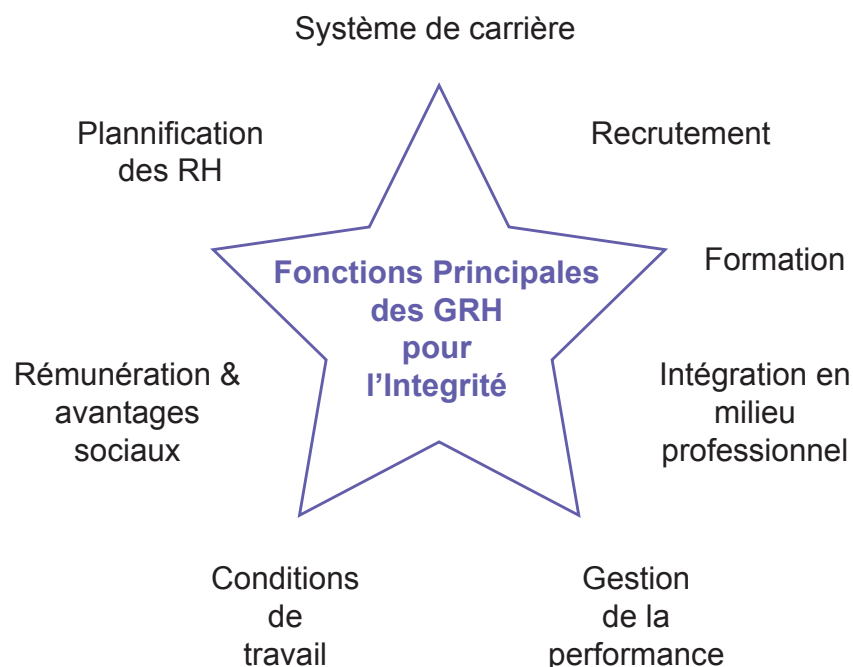 Système de carrière
Plannification
des RH
Recrutement
Formation
Fonctions Principales
des GRH
pour
l’Integrité
Rémunération &
avantages
sociaux
Intégration en
milieu
professionnel
Conditions
de
travail
Gestion
de la
performance